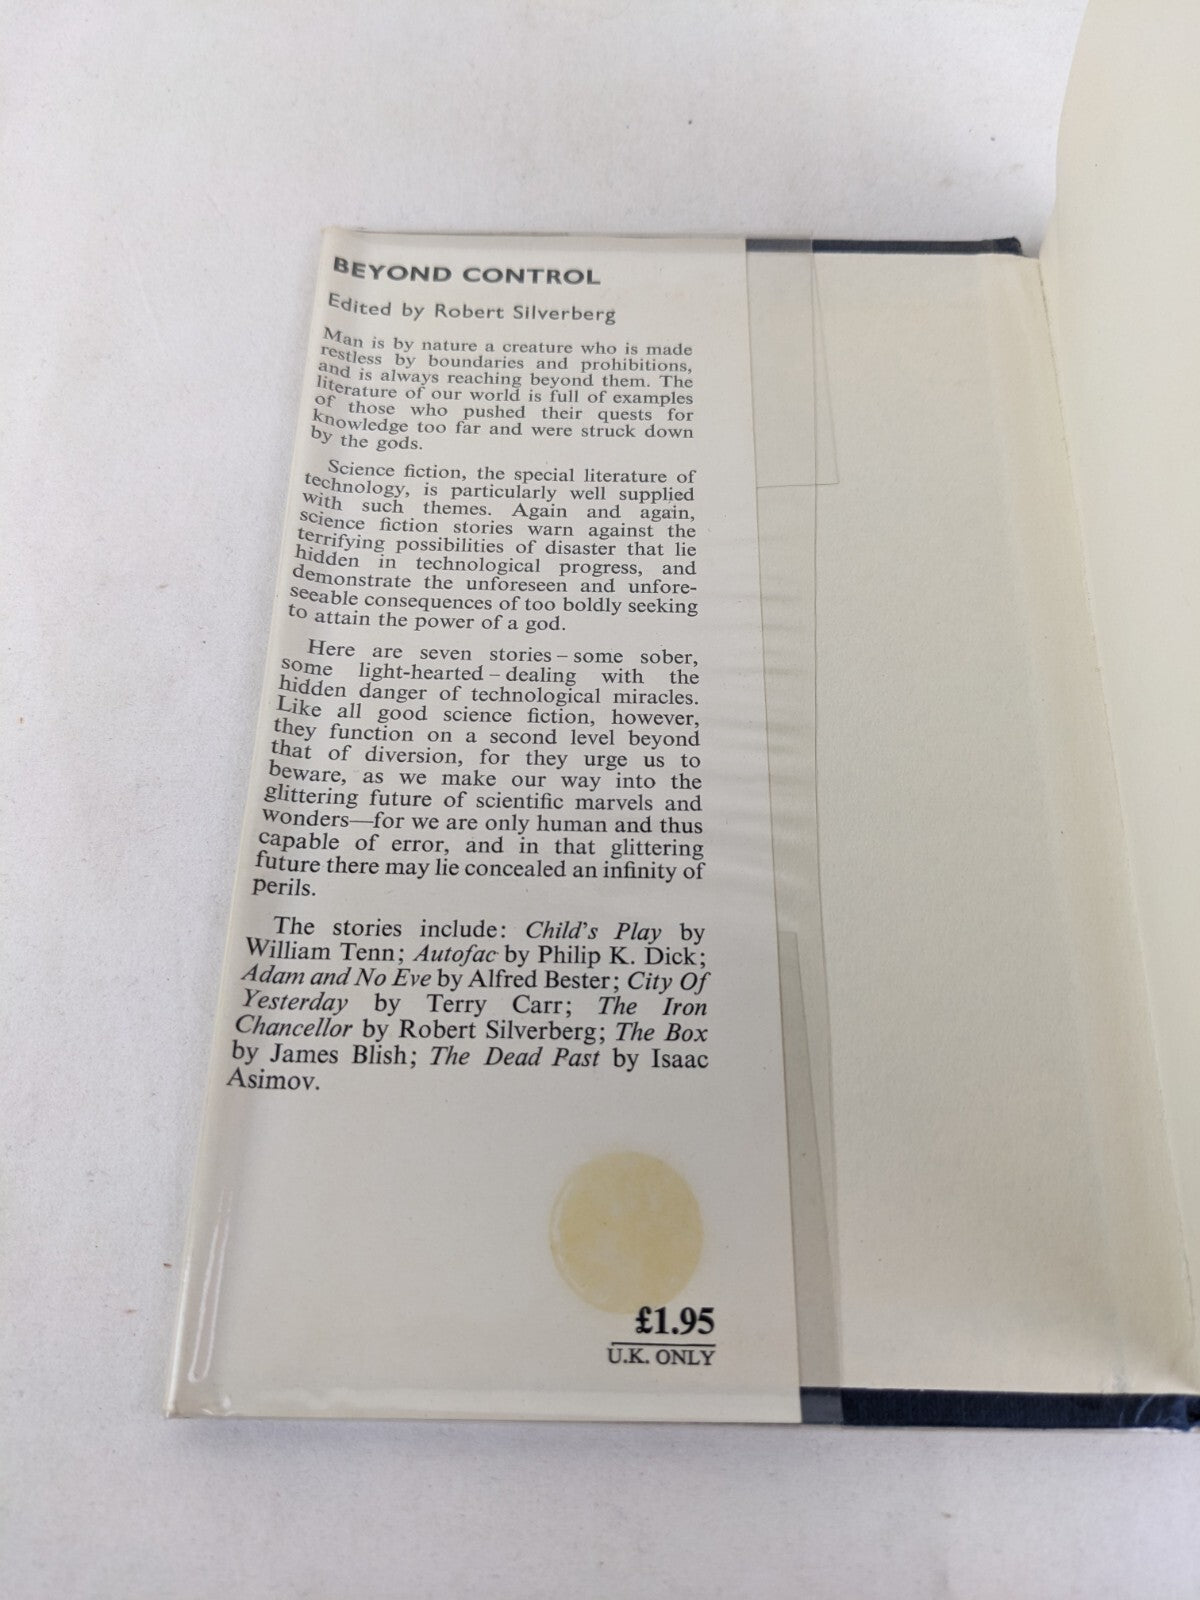 BEYOND CONTROL
Edited by Robert Silverberg
Man is by nature a creature who is made
restless by boundaries and prohibitions,
and is always reaching beyond them. The
literature of our world is full of examples
of those who pushed their quests for
knowledge too far and were struck down
by the gods.
Science fiction, the special literature of
technology, is particularly well supplied
with such themes. Again and again,
science fiction stories warn against the
terrifying possibilities of disaster that lie
hidden in technological progress, and
demonstrate the unforeseen and unfore-
seeable consequences of too boldly seeking
to attain the power of a god.
Here are seven stories – some sober,
some light-hearted – dealing with the
hidden danger of technological miracles.
Like all good science fiction, however,
they function on a second level beyond
that of diversion, for they urge us to
beware, as we make our way into the
glittering future of scientific marvels and
wonders—for we are only human and thus
capable of error, and in that glittering
future there may lie concealed an infinity of
perils.
The stories include: Child's Play by
William Tenn; Autofac by Philip K. Dick;
Adam and No Eve by Alfred Bester; City Of
Yesterday by Terry Carr; The Iron
Chancellor by Robert Silverberg; The Box
by James Blish; The Dead Past by Isaac
Asimov.
£1.95
U.K. ONLY